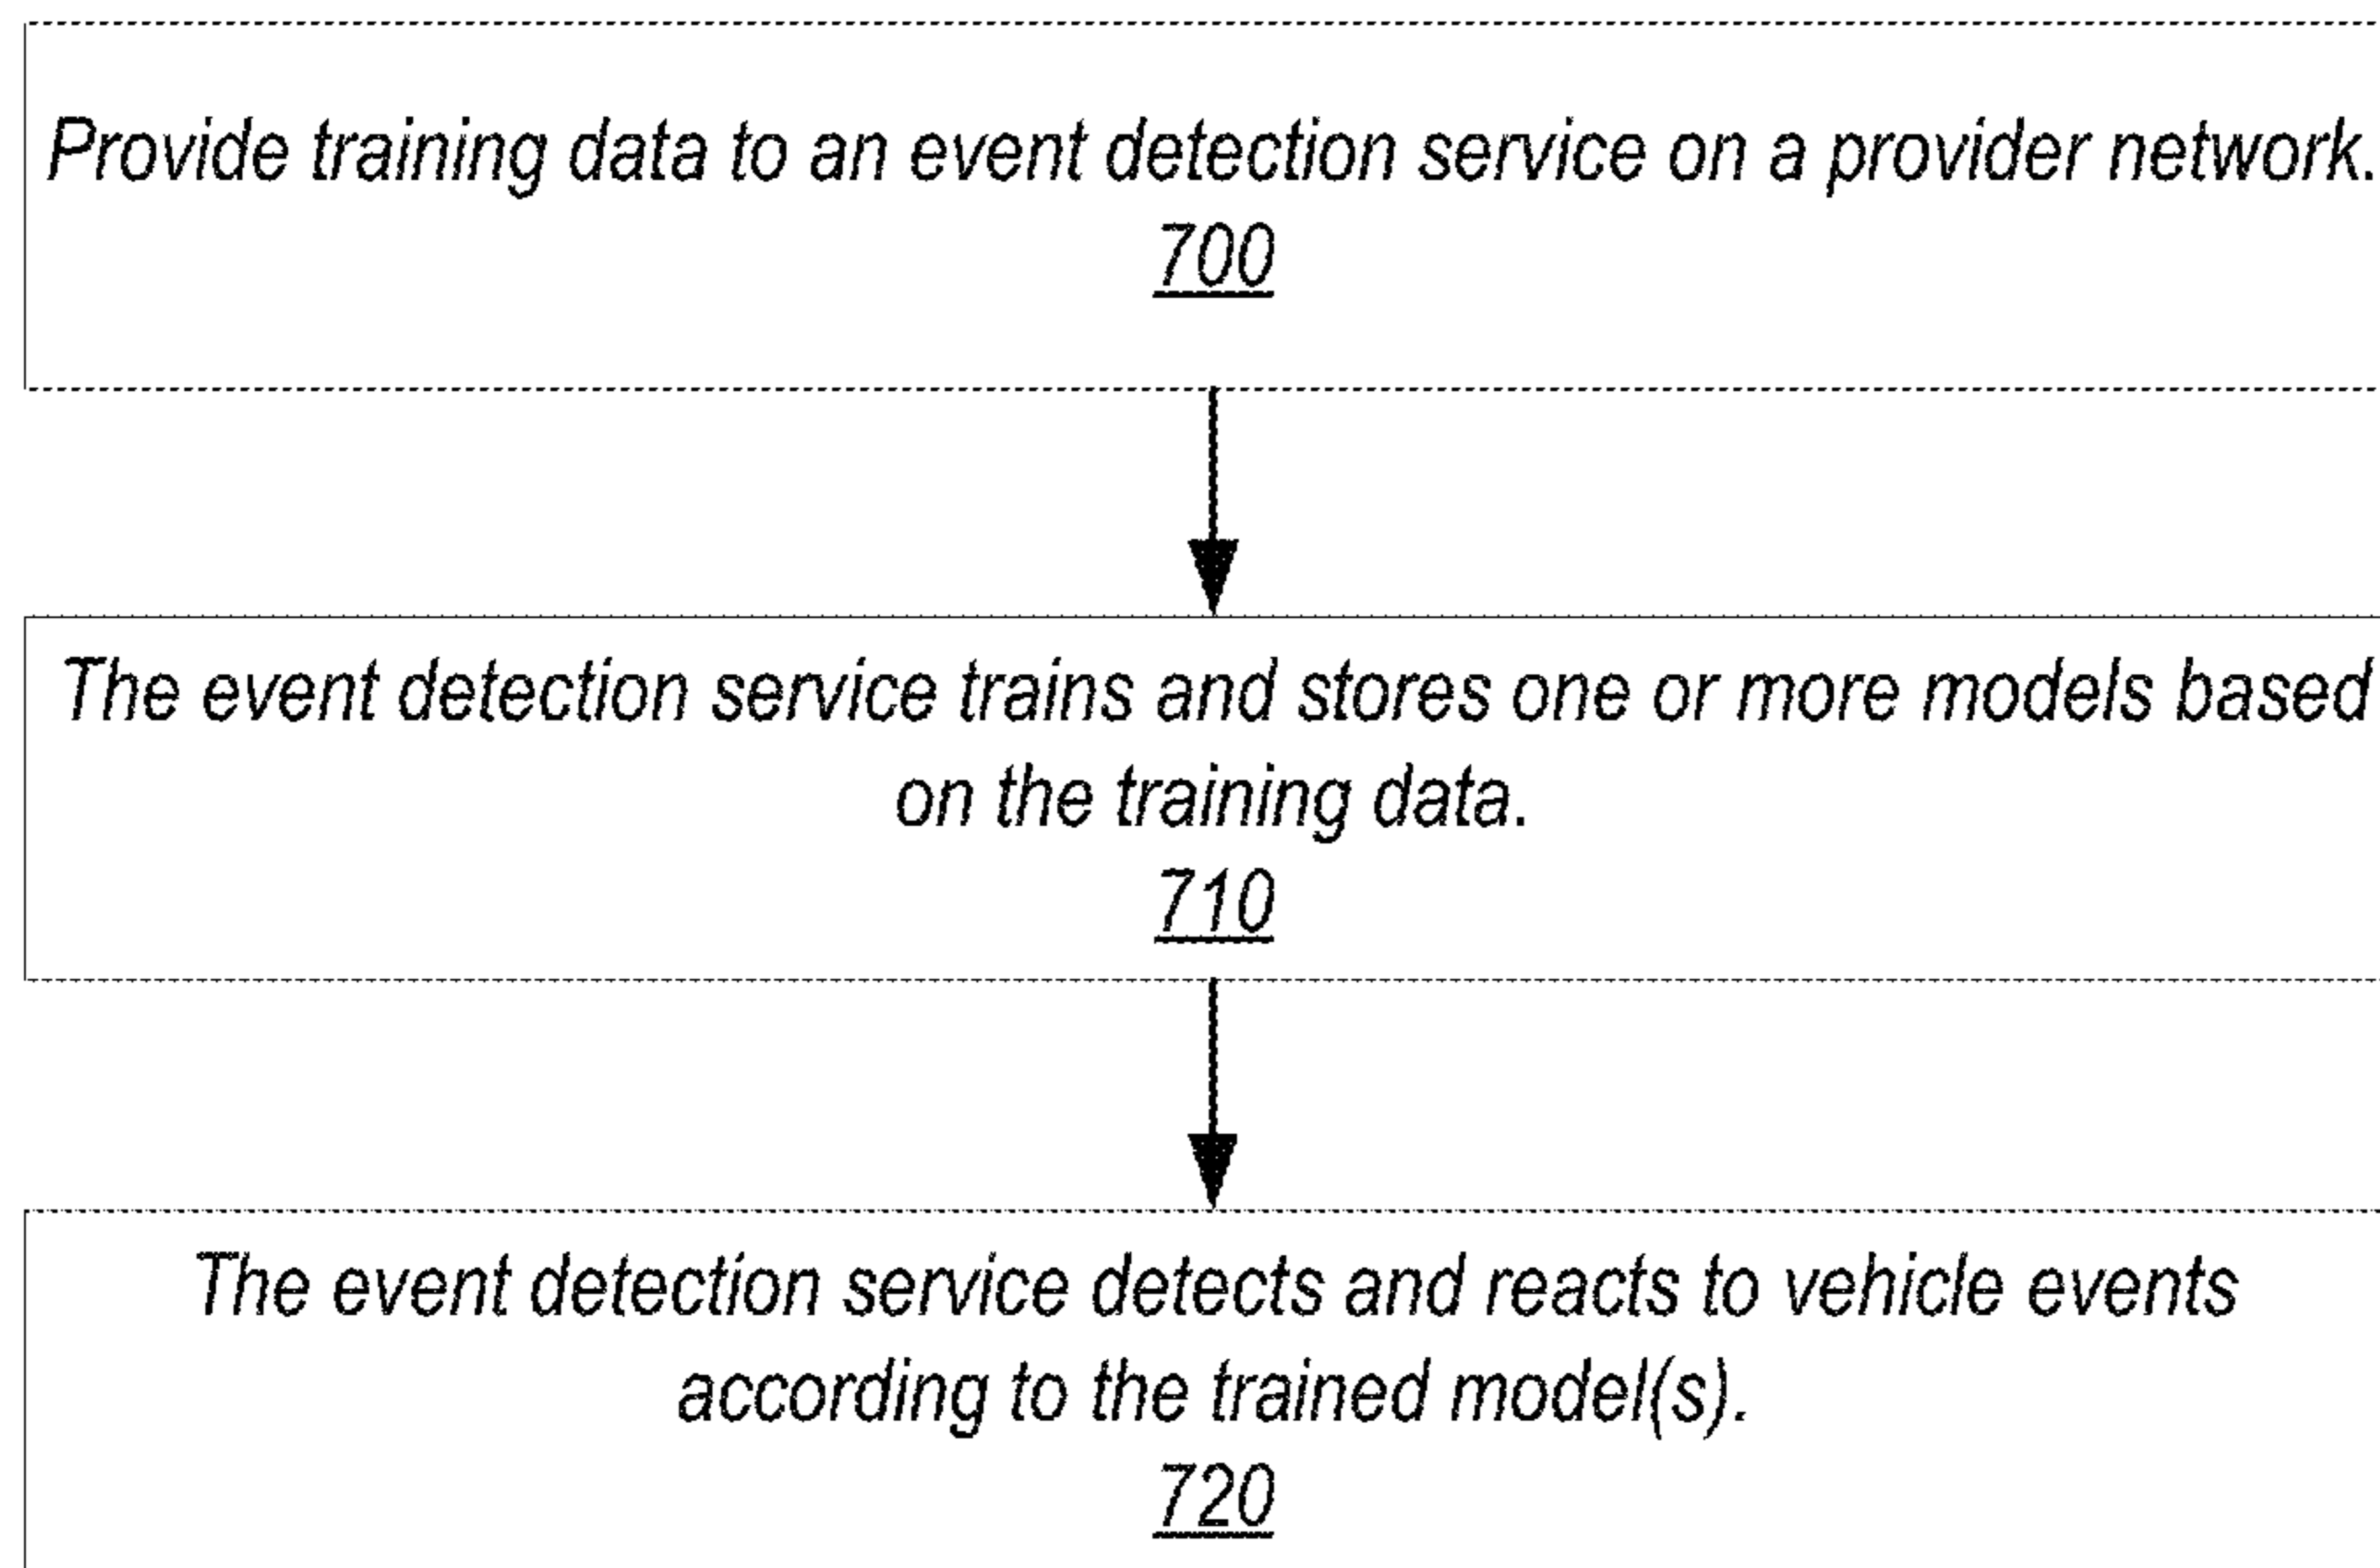 Provide training data to an event detection service on a provider network.
700
The event detection service trains and stores one or more models based
on the training data.
710
The event detection service detects and reacts to vehicle events
according to the trained model(s).
720